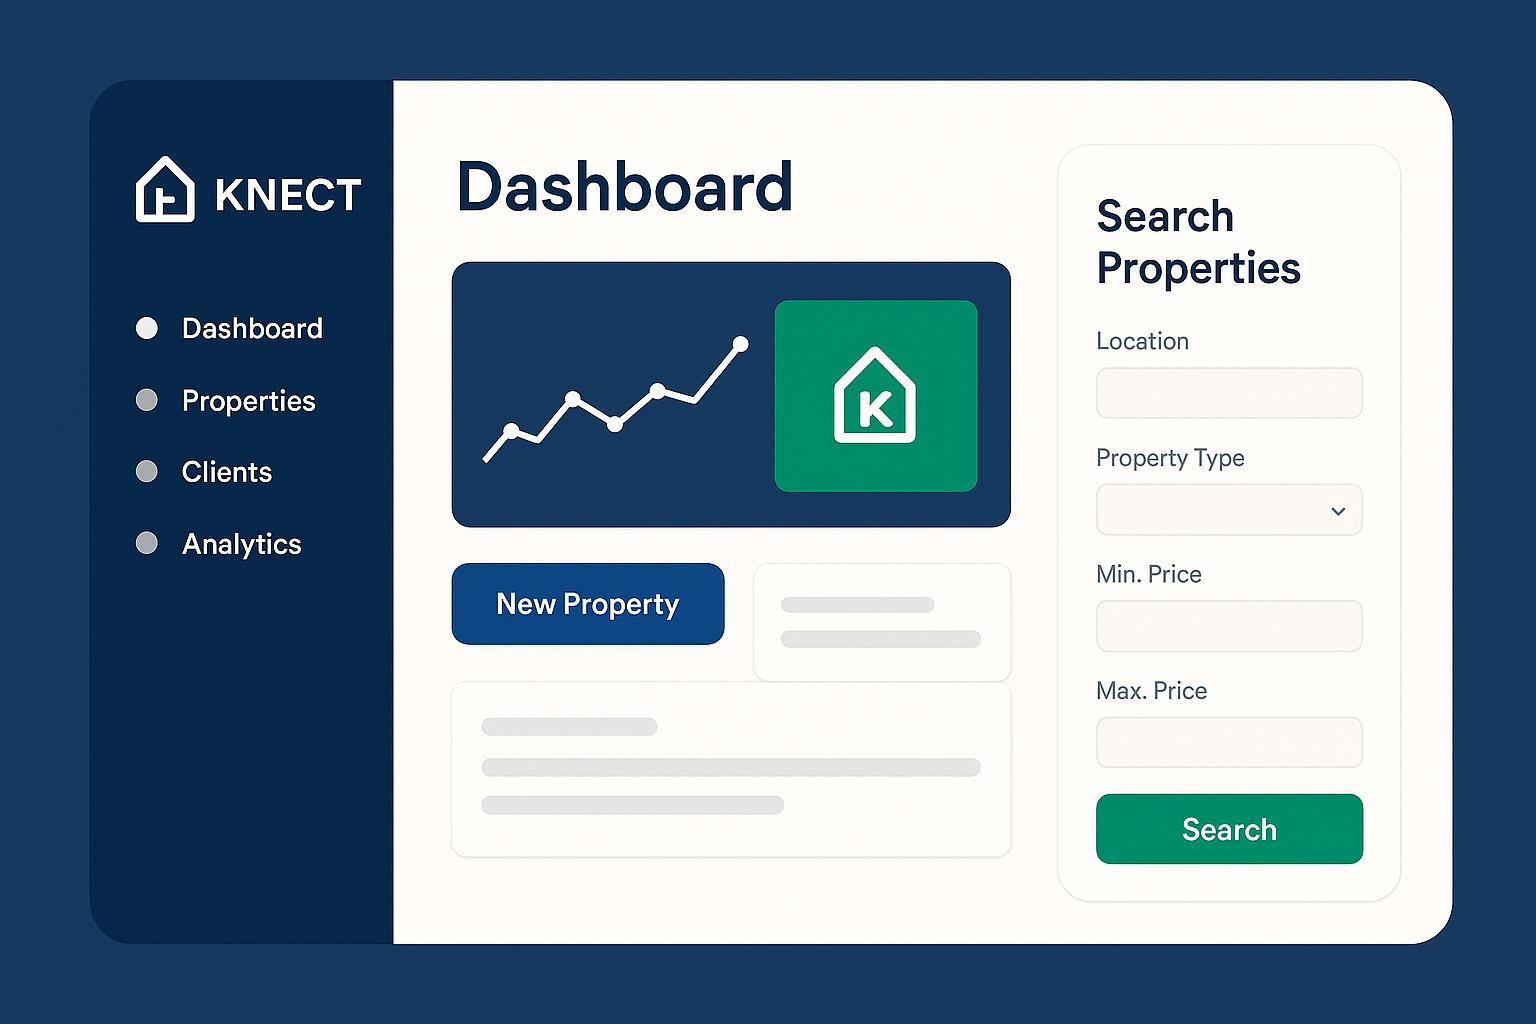 KNECT
Dashboard
Properties
Clients
Analytics
Dashboard
K
New Property
Search
Properties
Location
Property Type
Min. Price
Max. Price
Search